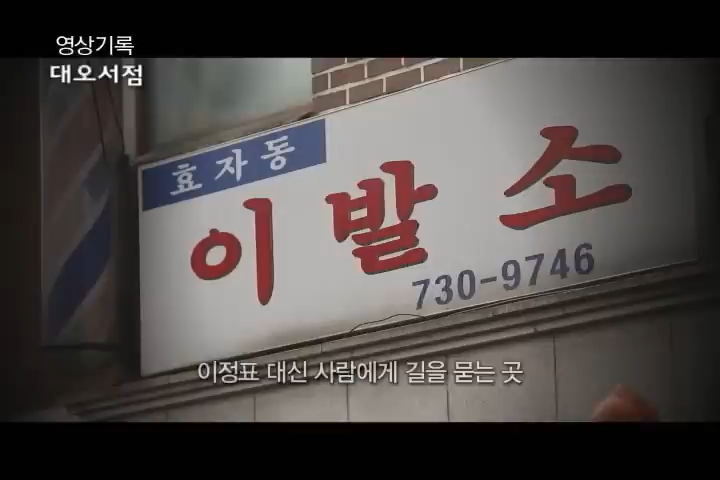 영상기록
대오서점
효자동
이발소
730-9746
이정표 대신 사람에게 길을 묻는 곳